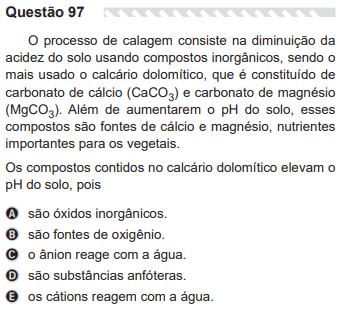 Questão 97
O processo de calagem consiste na diminuição da
acidez do solo usando compostos inorgânicos, sendo o
mais usado o calcário dolomítico, que é constituído de
carbonato de cálcio (CaCO₃) e carbonato de magnésio
(MgCO₃). Além de aumentarem o pH do solo, esses
compostos são fontes de cálcio e magnésio, nutrientes
importantes para os vegetais.
Os compostos contidos no calcário dolomítico elevam o
pH do solo, pois
A são óxidos inorgânicos.
B são fontes de oxigênio.
C o ânion reage com a água.
D são substâncias anfóteras.
E os cátions reagem com a água.